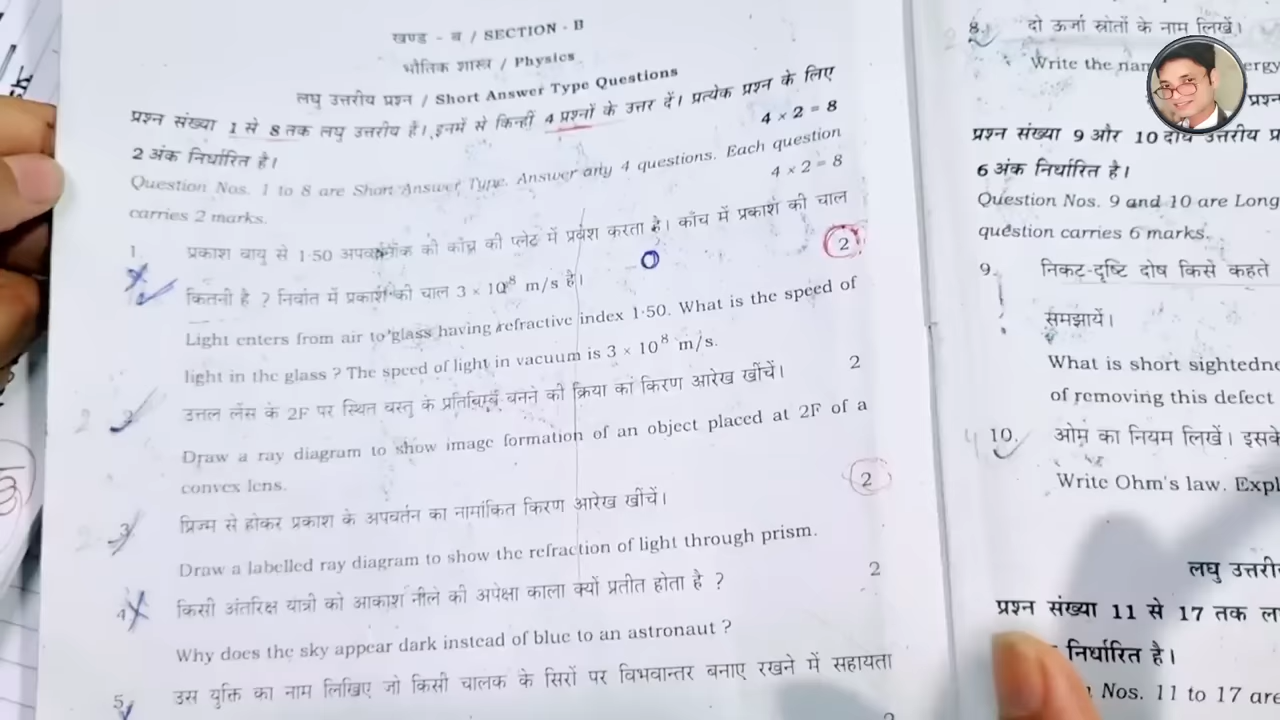 खण्ड - ब / SECTION - B
भौतिक शास्त्र / Physics
लघु उत्तरीय प्रश्न / Short Answer Type Questions
प्रश्न संख्या 1 से 8 तक लघु उत्तरीय हैं। इनमें से किन्हीं 4 प्रश्नों के उत्तर दें। प्रत्येक प्रश्न के लिए
2 अंक निर्धारित है।
4 × 2 = 8
Question Nos. 1 to 8 are Short Answer Type. Answer any 4 questions. Each question
carries 2 marks.
4 × 2 = 8
1. प्रकाश वायु से 1·50 अपवर्तनांक की काँच की प्लेट में प्रवेश करता है। काँच में प्रकाश की चाल
कितनी है ? निर्वात में प्रकाश की चाल 3 × 10⁸ m/s है।
2
Light enters from air to glass having refractive index 1·50. What is the speed of
light in the glass ? The speed of light in vacuum is 3 × 10⁸ m/s.
2
उत्तल लेंस के 2F पर स्थित वस्तु के प्रतिबिम्ब बनने की क्रिया का किरण आरेख खींचें।
2
Draw a ray diagram to show image formation of an object placed at 2F of a
convex lens.
2
3
प्रिज्म से होकर प्रकाश के अपवर्तन का नामांकित किरण आरेख खींचें।
2
Draw a labelled ray diagram to show the refraction of light through prism.
4
किसी अंतरिक्ष यात्री को आकाश नीले की अपेक्षा काला क्यों प्रतीत होता है ?
2
Why does the sky appear dark instead of blue to an astronaut ?
5. उस युक्ति का नाम लिखिए जो किसी चालक के सिरों पर विभवान्तर बनाए रखने में सहायता
8. दो ऊर्जा स्रोतों के नाम लिखें।
Write the
प्रश्न संख्या 9 और 10 दीर्घ उत्तरीय
6 अंक निर्धारित है।
Question Nos. 9 and 10 are Long
question carries 6 marks.
9. निकट-दृष्टि दोष किसे कहते
समझायें।
What is short
of removing this defect
4 10. ओम का नियम लिखें। इसके
Write Ohm's law.
लघु
प्रश्न संख्या 11 से 17 तक
निर्धारित है।
Nos. 11 to 17 are